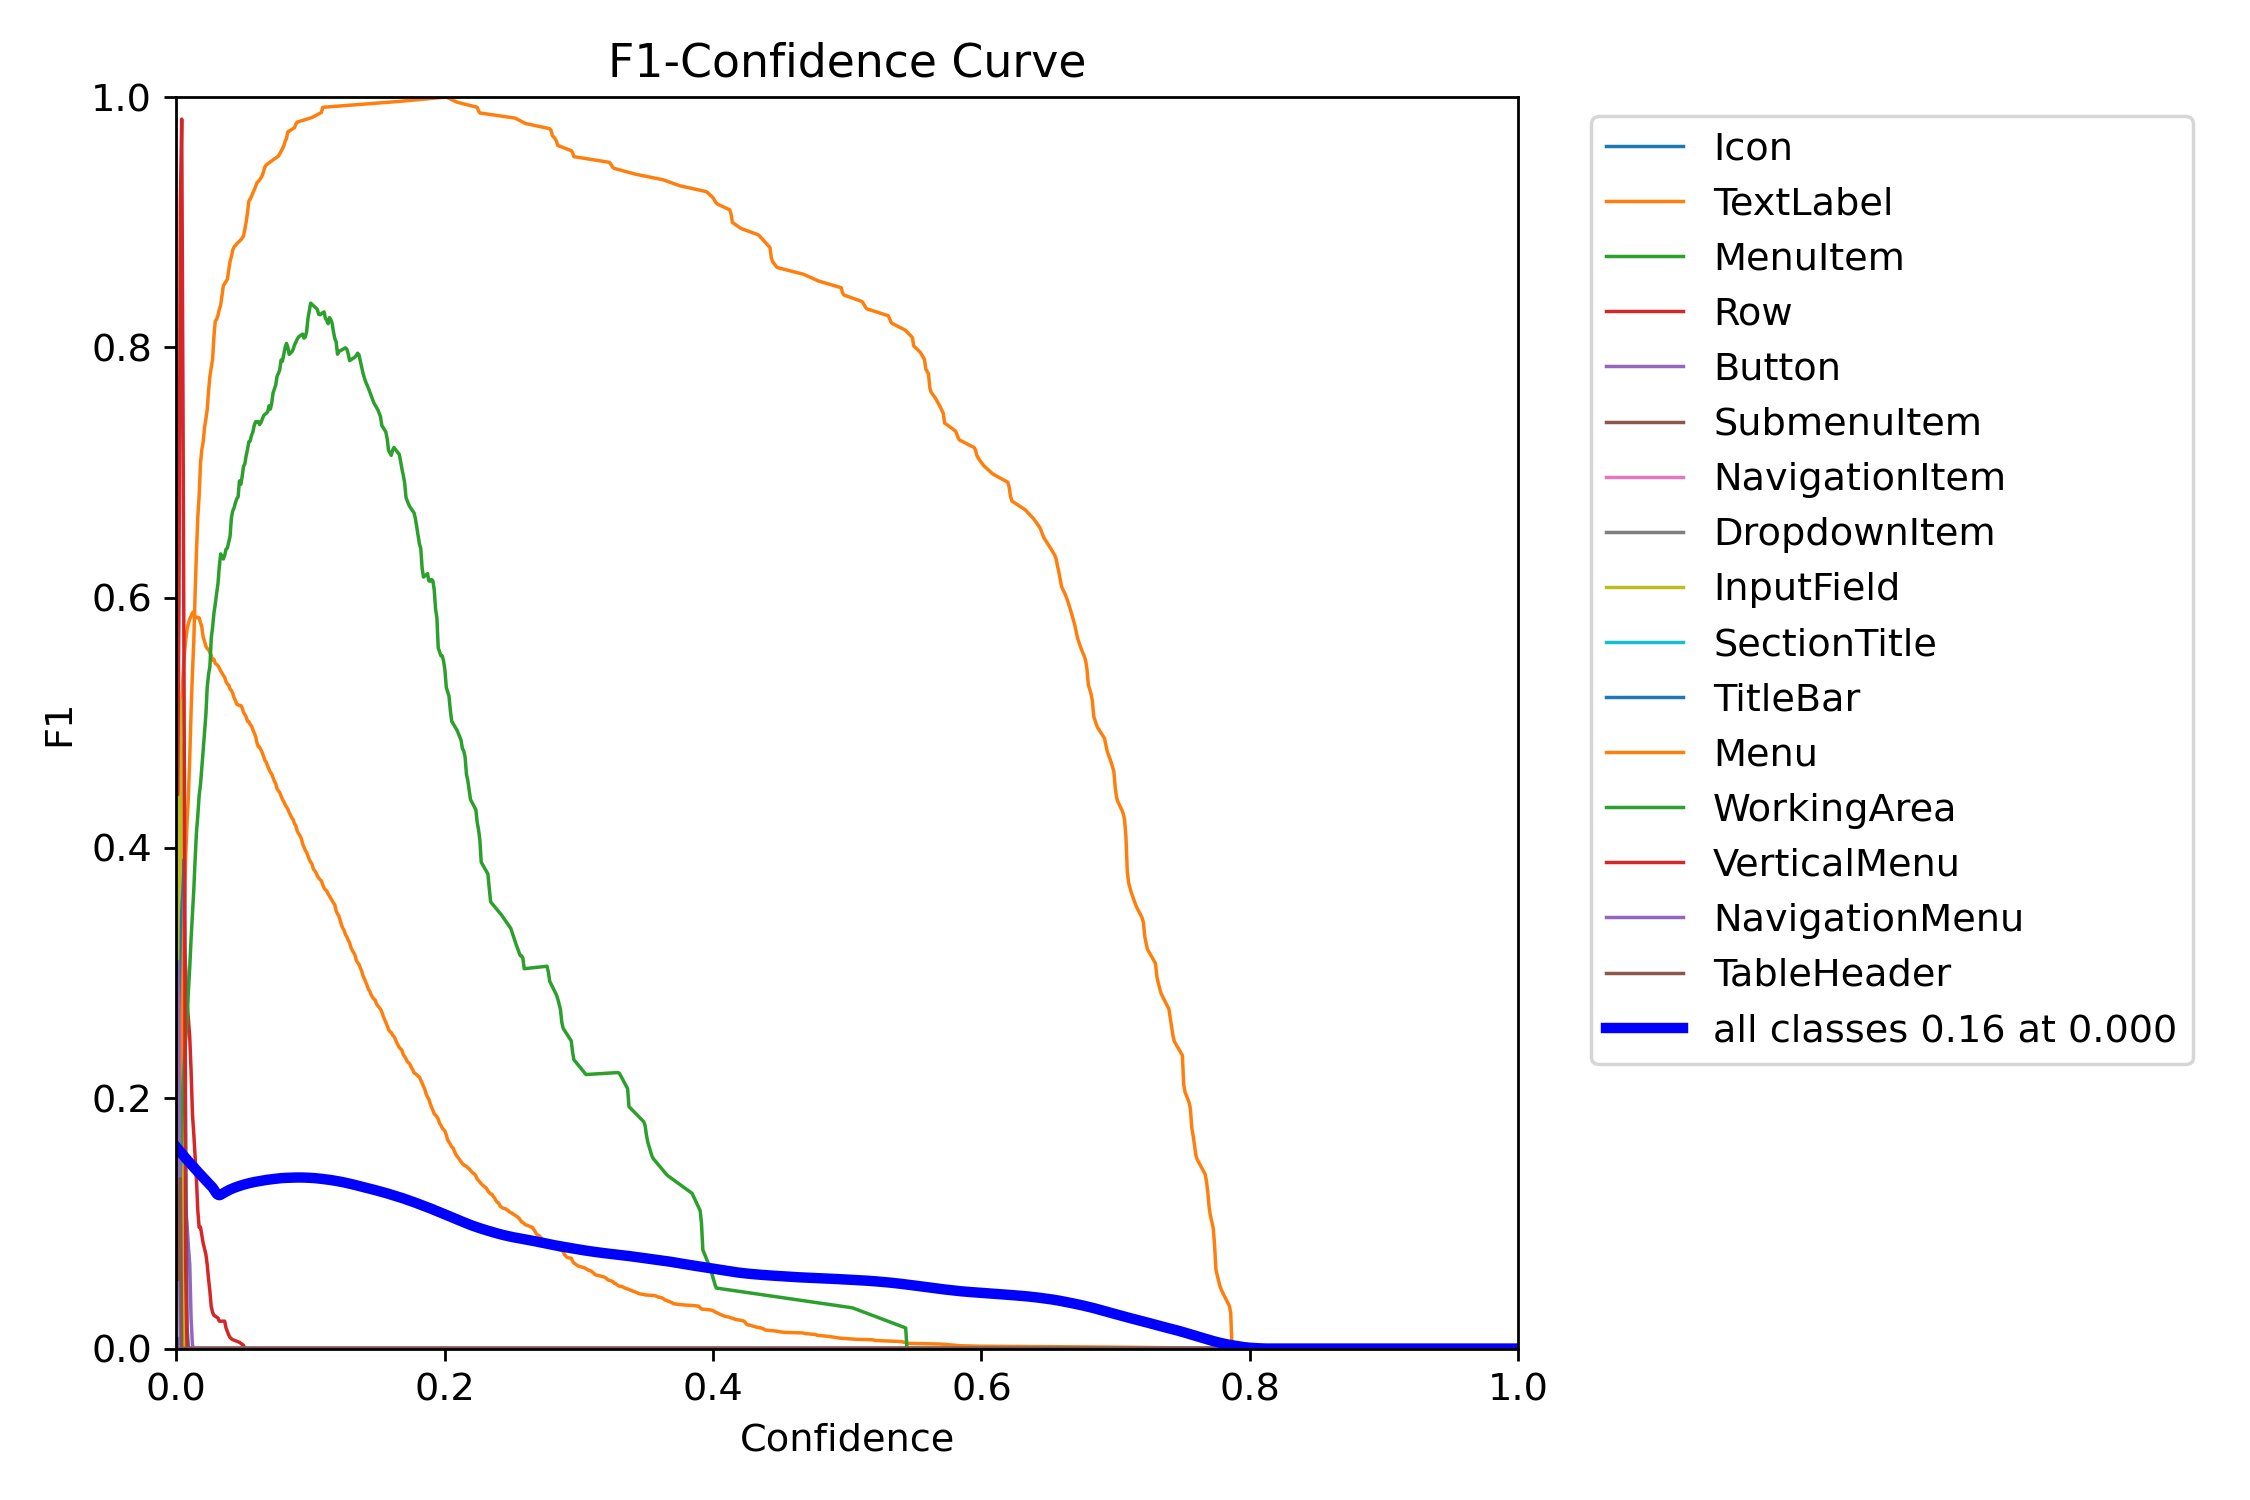 F1-Confidence Curve
1.0
0.8
0.6
0.4
0.2
0.0
F1
0.0 0.2 0.4 0.6 0.8 1.0
Confidence
Icon
TextLabel
MenuItem
Row
Button
SubmenuItem
NavigationItem
DropdownItem
InputField
SectionTitle
TitleBar
Menu
WorkingArea
VerticalMenu
NavigationMenu
TableHeader
all classes 0.16 at 0.000